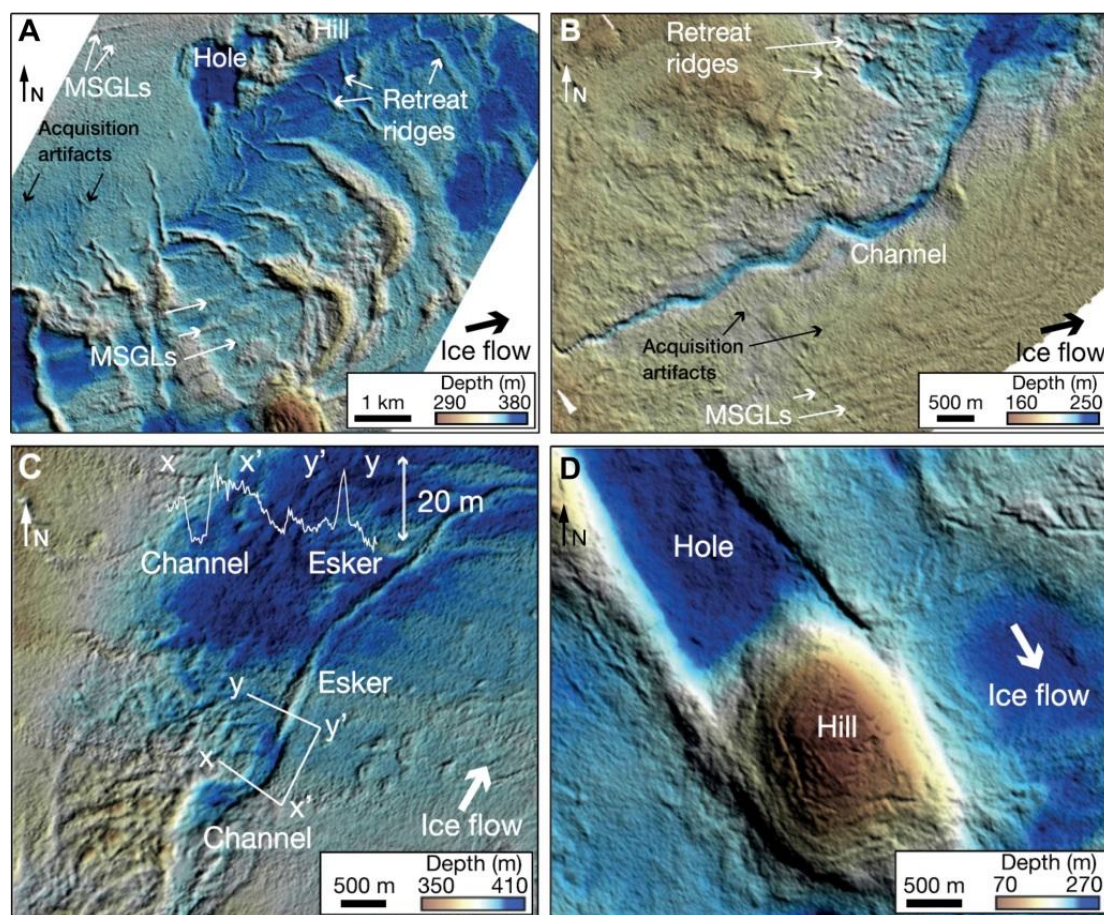 A
MSGLs
Hole
Hill
Retreat
ridges
N
Acquisition
artifacts
MSGLs
Ice flow
1 km
Depth (m)
290 380
B
Retreat
ridges
N
Channel
Acquisition
artifacts
MSGLs
Ice flow
500 m
Depth (m)
160 250
C
x x' y' y
20 m
N
Channel Esker
Esker
y
y'
x
x'
Channel
Ice flow
500 m
Depth (m)
350 410
D
N
Hole
Hill
Ice flow
500 m
Depth (m)
70 270